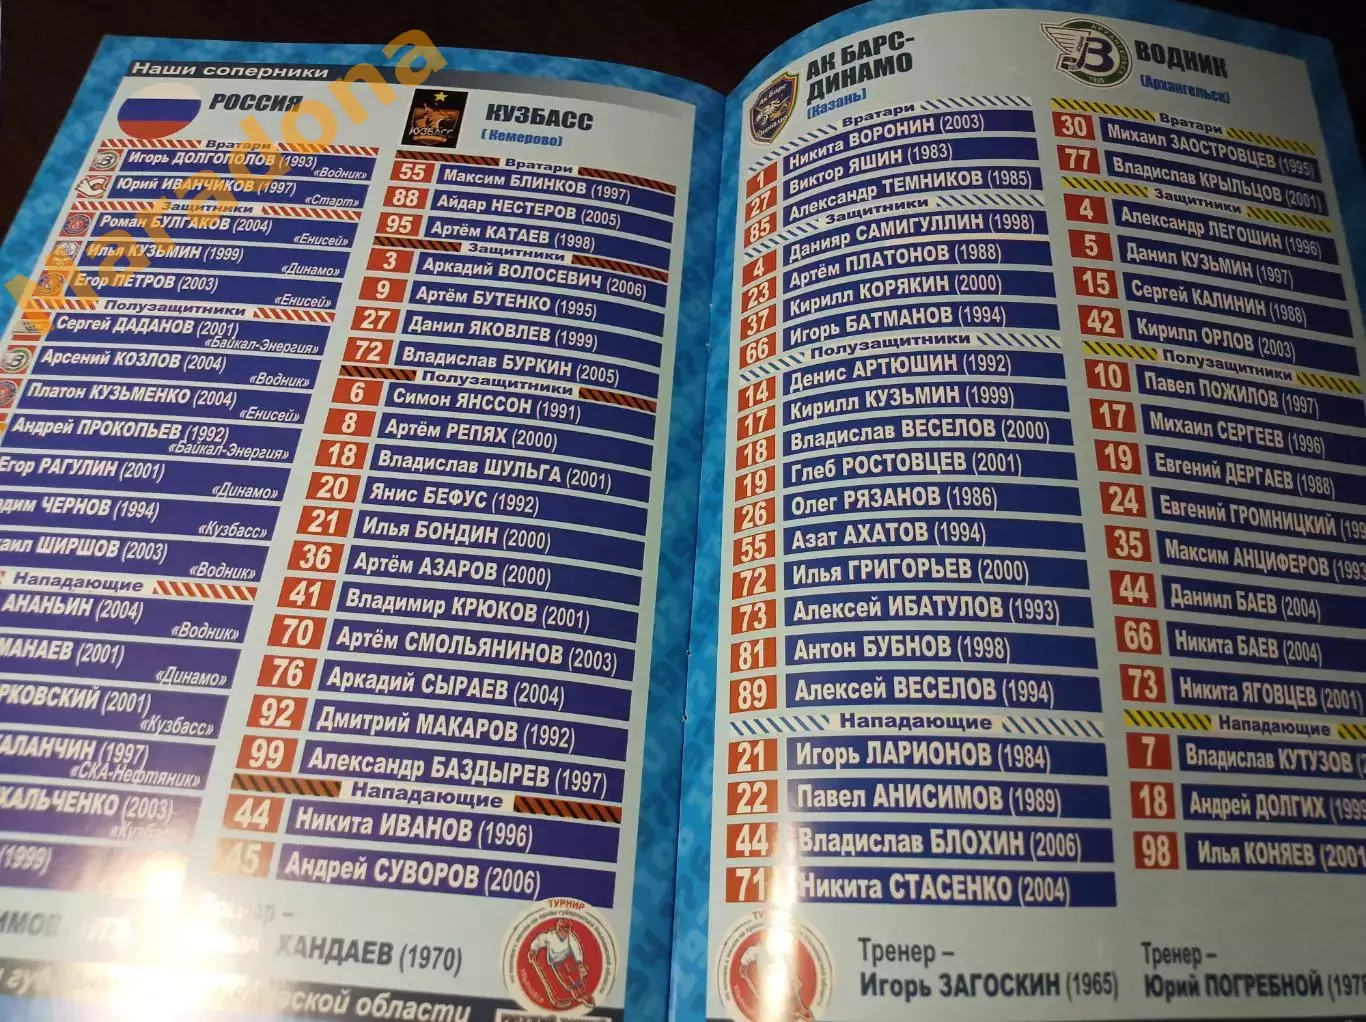 Наши соперники
РОССИЯ
Вратари
Игорь ДОЛГОПОЛОВ (1993)
«Водник»
Юрий ИВАНЧИКОВ (1997)
«Старт»
Защитники
Роман БУЛГАКОВ (2004)
«Енисей»
Илья КУЗЬМИН (1999)
«Динамо»
Егор ПЕТРОВ (2003)
«Енисей»
Полузащитники
Сергей ДАДАНОВ (2001)
«Байкал-Энергия»
Арсений КОЗЛОВ (2004)
«Водник»
Платон КУЗЬМЕНКО (2004)
«Енисей»
Андрей ПРОКОПЬЕВ (1992)
«Байкал-Энергия»
Егор РАГУЛИН (2001)
«Динамо»
ЧЕРНОВ (1994)
«Кузбасс»
ШИРШОВ (2003)
«Водник»
Нападающие
АНАНЬИН (2004)
«Водник»
(2001)
«Динамо»
(2001)
«Кузбасс»
(1997)
«СКА-Нефтяник»
(2003)
(1999)
КУЗБАСС
КУЗБАСС
(Кемерово)
Вратари
55 Максим БЛИНКОВ (1997)
88 Айдар НЕСТЕРОВ (2005)
95 Артём КАТАЕВ (1998)
Защитники
3 Аркадий ВОЛОСЕВИЧ (2006)
9 Артём БУТЕНКО (1995)
27 Данил ЯКОВЛЕВ (1999)
72 Владислав БУРКИН (2005)
Полузащитники
6 Симон ЯНССОН (1991)
8 Артём РЕПЯХ (2000)
18 Владислав ШУЛЬГА (2001)
20 Янис БЕФУС (1992)
21 Илья БОНДИН (2000)
36 Артём АЗАРОВ (2000)
41 Владимир КРЮКОВ (2001)
70 Артём СМОЛЬЯНИНОВ (2003)
76 Аркадий СЫРАЕВ (2004)
92 Дмитрий МАКАРОВ (1992)
99 Александр БАЗДЫРЕВ (1997)
Нападающие
44 Никита ИВАНОВ (1996)
45 Андрей СУВОРОВ (2006)
Тренер –
ХАНДАЕВ (1970)
ТУРНИР
области
АК БАРС-
ДИНАМО
(Казань)
Ак Барс
Динамо
Вратари
1 Никита ВОРОНИН (2003)
27 Виктор ЯШИН (1983)
85 Александр ТЕМНИКОВ (1985)
Защитники
4 Данияр САМИГУЛЛИН (1998)
23 Артём ПЛАТОНОВ (1988)
37 Кирилл КОРЯКИН (2000)
66 Игорь БАТМАНОВ (1994)
Полузащитники
14 Денис АРТЮШИН (1992)
17 Кирилл КУЗЬМИН (1999)
18 Владислав ВЕСЕЛОВ (2000)
19 Глеб РОСТОВЦЕВ (2001)
26 Олег РЯЗАНОВ (1986)
55 Азат АХАТОВ (1994)
72 Илья ГРИГОРЬЕВ (2000)
73 Алексей ИБАТУЛОВ (1993)
81 Антон БУБНОВ (1998)
89 Алексей ВЕСЕЛОВ (1994)
Нападающие
21 Игорь ЛАРИОНОВ (1984)
22 Павел АНИСИМОВ (1989)
44 Владислав БЛОХИН (2006)
71 Никита СТАСЕНКО (2004)
Тренер –
Игорь ЗАГОСКИН (1965)
ВОДНИК
(Архангельск)
1925
Вратари
30 Михаил ЗАОСТРОВЦЕВ (1995)
77 Владислав КРЫЛЬЦОВ (2001)
Защитники
4 Александр ЛЕГОШИН (1996)
5 Данил КУЗЬМИН (1997)
15 Сергей КАЛИНИН (1988)
42 Кирилл ОРЛОВ (2003)
Полузащитники
10 Павел ПОЖИЛОВ (1997)
17 Михаил СЕРГЕЕВ (1996)
19 Евгений ДЕРГАЕВ (1988)
24 Евгений ГРОМНИЦКИЙ
35 Максим АНЦИФЕРОВ (1993
44 Даниил БАЕВ (2004)
66 Никита БАЕВ (2004)
73 Никита ЯГОВЦЕВ (2001)
Нападающие
7 Владислав КУТУЗОВ
18 Андрей ДОЛГИХ
98 Илья КОНЯЕВ (2001
Тренер –
Юрий ПОГРЕБНОЙ